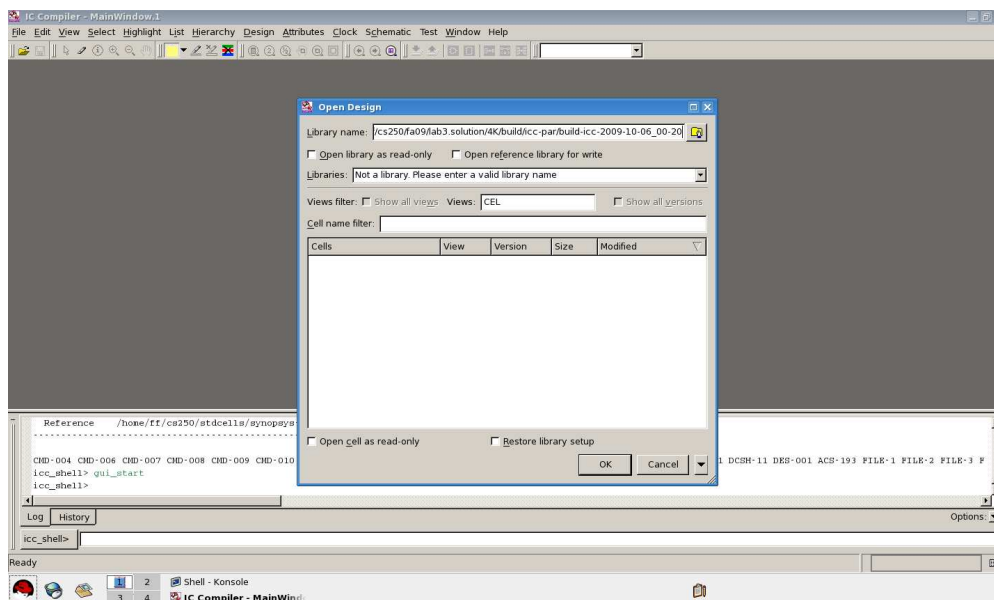 IC Compiler - MainWindow.1
File Edit View Select Highlight List Hierarchy Design Attributes Clock Schematic Test Window Help
Open Design
Library name: /cs250/fa09/lab3.solution/4K/build/icc-par/build-icc-2009-10-06_00-20
Open library as read-only Open reference library for write
Libraries: Not a library. Please enter a valid library name
Views filter: Show all views Views: CEL Show all versions
Cell name filter:
Cells View Version Size Modified
Open cell as read-only Restore library setup
OK Cancel
Reference /home/ff/cs250/stdcells/synopsys
CMD-004 CMD-006 CMD-007 CMD-008 CMD-009 CMD-010 1 DCSH-11 DES-001 ACS-193 FILE-1 FILE-2 FILE-3 F
icc_shell> gui_start
icc_shell>
Log History Options:
icc_shell>
Ready
1 2 Shell - Konsole
3 4 IC Compiler - MainWind